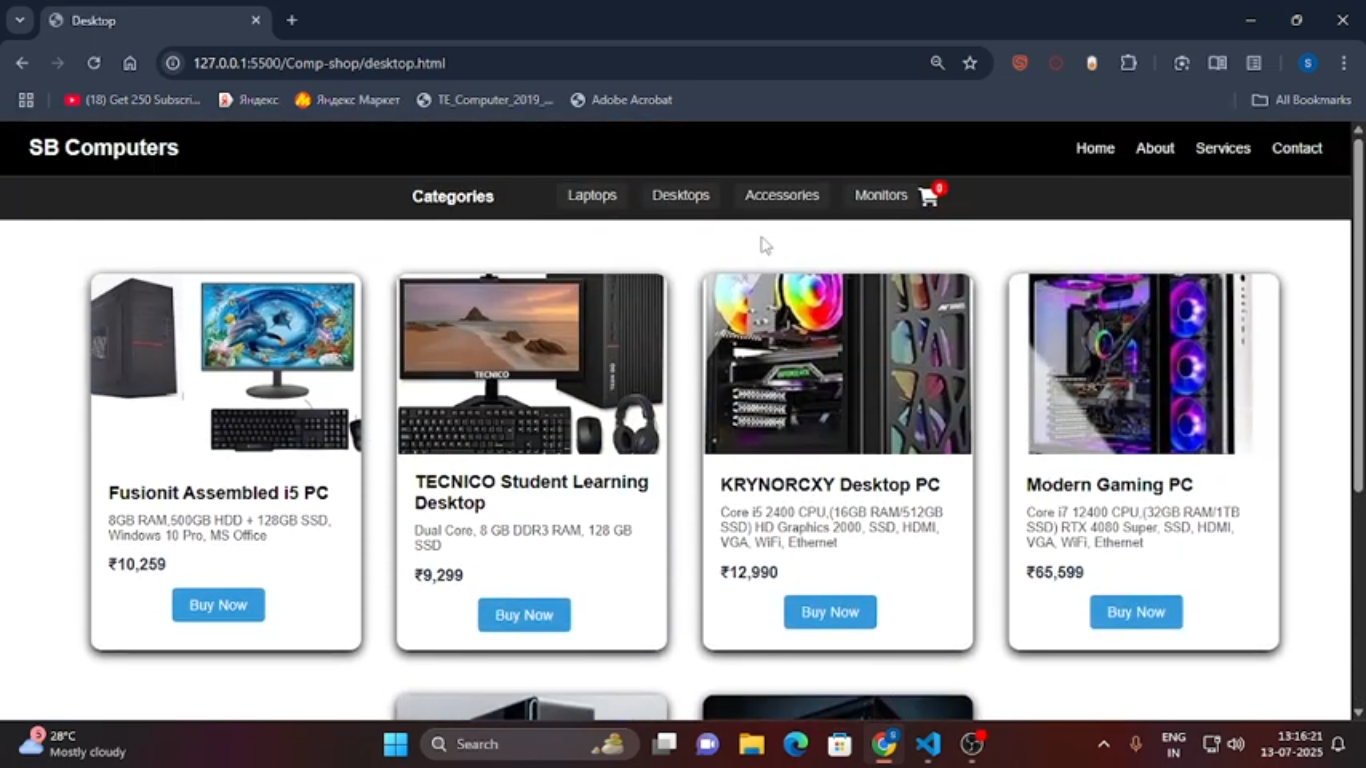 Desktop
127.0.0.1:5500/Comp-shop/desktop.html
S
(18) Get 250 Subscri...
Яндекс
Яндекс Маркет
TE_Computer_2019_...
Adobe Acrobat
All Bookmarks
SB Computers
Home
About
Services
Contact
Categories
Laptops
Desktops
Accessories
Monitors
0
TECNICO
Fusionit Assembled i5 PC
8GB RAM,500GB HDD + 128GB SSD,
Windows 10 Pro, MS Office
₹10,259
Buy Now
TECNICO Student Learning
Desktop
Dual Core, 8 GB DDR3 RAM, 128 GB
SSD
₹9,299
Buy Now
KRYNORCXY Desktop PC
Core i5 2400 CPU,(16GB RAM/512GB
SSD) HD Graphics 2000, SSD, HDMI,
VGA, WiFi, Ethernet
₹12,990
Buy Now
Modern Gaming PC
Core i7 12400 CPU,(32GB RAM/1TB
SSD) RTX 4080 Super, SSD, HDMI,
VGA, WiFi, Ethernet
₹65,599
Buy Now
5
28°C
Mostly cloudy
Search
ENG
IN
13:16:21
13-07-2025